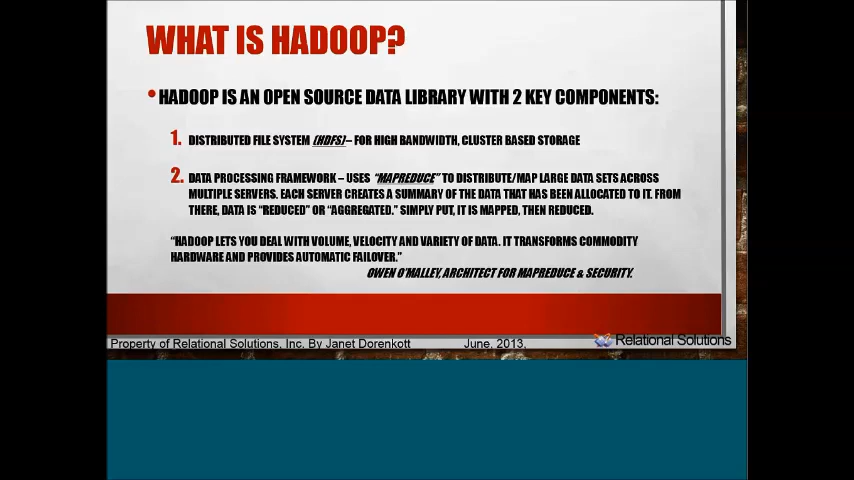 WHAT IS HADOOP?
• HADOOP IS AN OPEN SOURCE DATA LIBRARY WITH 2 KEY COMPONENTS:
1. DISTRIBUTED FILE SYSTEM (HDFS) – FOR HIGH BANDWIDTH, CLUSTER BASED STORAGE
2. DATA PROCESSING FRAMEWORK – USES "MAPREDUCE" TO DISTRIBUTE/MAP LARGE DATA SETS ACROSS
MULTIPLE SERVERS. EACH SERVER CREATES A SUMMARY OF THE DATA THAT HAS BEEN ALLOCATED TO IT. FROM
THERE, DATA IS "REDUCED" OR "AGGREGATED." SIMPLY PUT, IT IS MAPPED, THEN REDUCED.
"HADOOP LETS YOU DEAL WITH VOLUME, VELOCITY AND VARIETY OF DATA. IT TRANSFORMS COMMODITY
HARDWARE AND PROVIDES AUTOMATIC FAILOVER."
OWEN O'MALLEY, ARCHITECT FOR MAPREDUCE & SECURITY.
Property of Relational Solutions, Inc. By Janet Dorenkott June, 2013, Relational Solutions